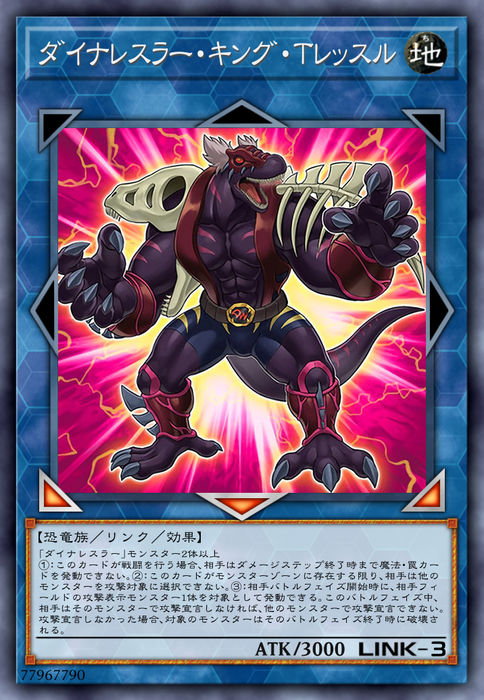 ダイナレスラー・キング・Tレッスル
地
ち
【恐竜族／リンク／効果】
「ダイナレスラー」モンスター2体以上
①：このカードが戦闘を行う場合、相手はダメージステップ終了時まで魔法・罠カー
ドを発動できない。②：このカードがモンスターゾーンに存在する限り、相手は他の
モンスターを攻撃対象に選択できない。③：相手バトルフェイズ開始時に、相手フィ
ールドの攻撃表示モンスター1体を対象として発動できる。このバトルフェイズ中、
相手はそのモンスターで攻撃宣言しなければ、他のモンスターで攻撃宣言できない。
攻撃宣言しなかった場合、対象のモンスターはそのバトルフェイズ終了時に破壊
される。
ATK/3000 LINK-3
77967790